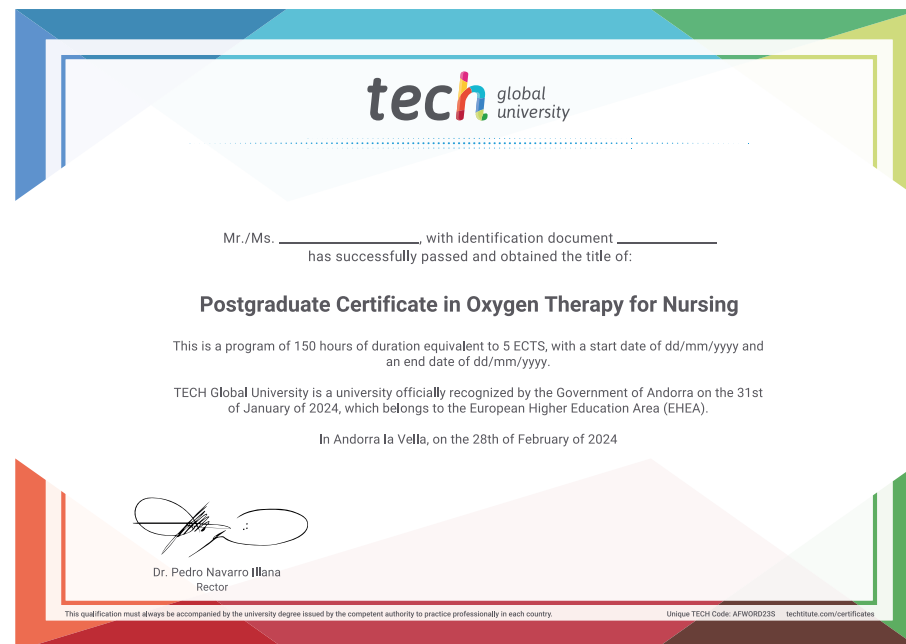 tech global university
Mr./Ms. ________________, with identification document ____________
has successfully passed and obtained the title of:
Postgraduate Certificate in Oxygen Therapy for Nursing
This is a program of 150 hours of duration equivalent to 5 ECTS, with a start date of dd/mm/yyyy and
an end date of dd/mm/yyyy.
TECH Global University is a university officially recognized by the Government of Andorra on the 31st
of January of 2024, which belongs to the European Higher Education Area (EHEA).
In Andorra la Vella, on the 28th of February of 2024
Dr. Pedro Navarro Illana
Rector
This qualification must always be accompanied by the university degree issued by the competent authority to practice professionally in each country. Unique TECH Code: AFWORD23S techtitute.com/certificates